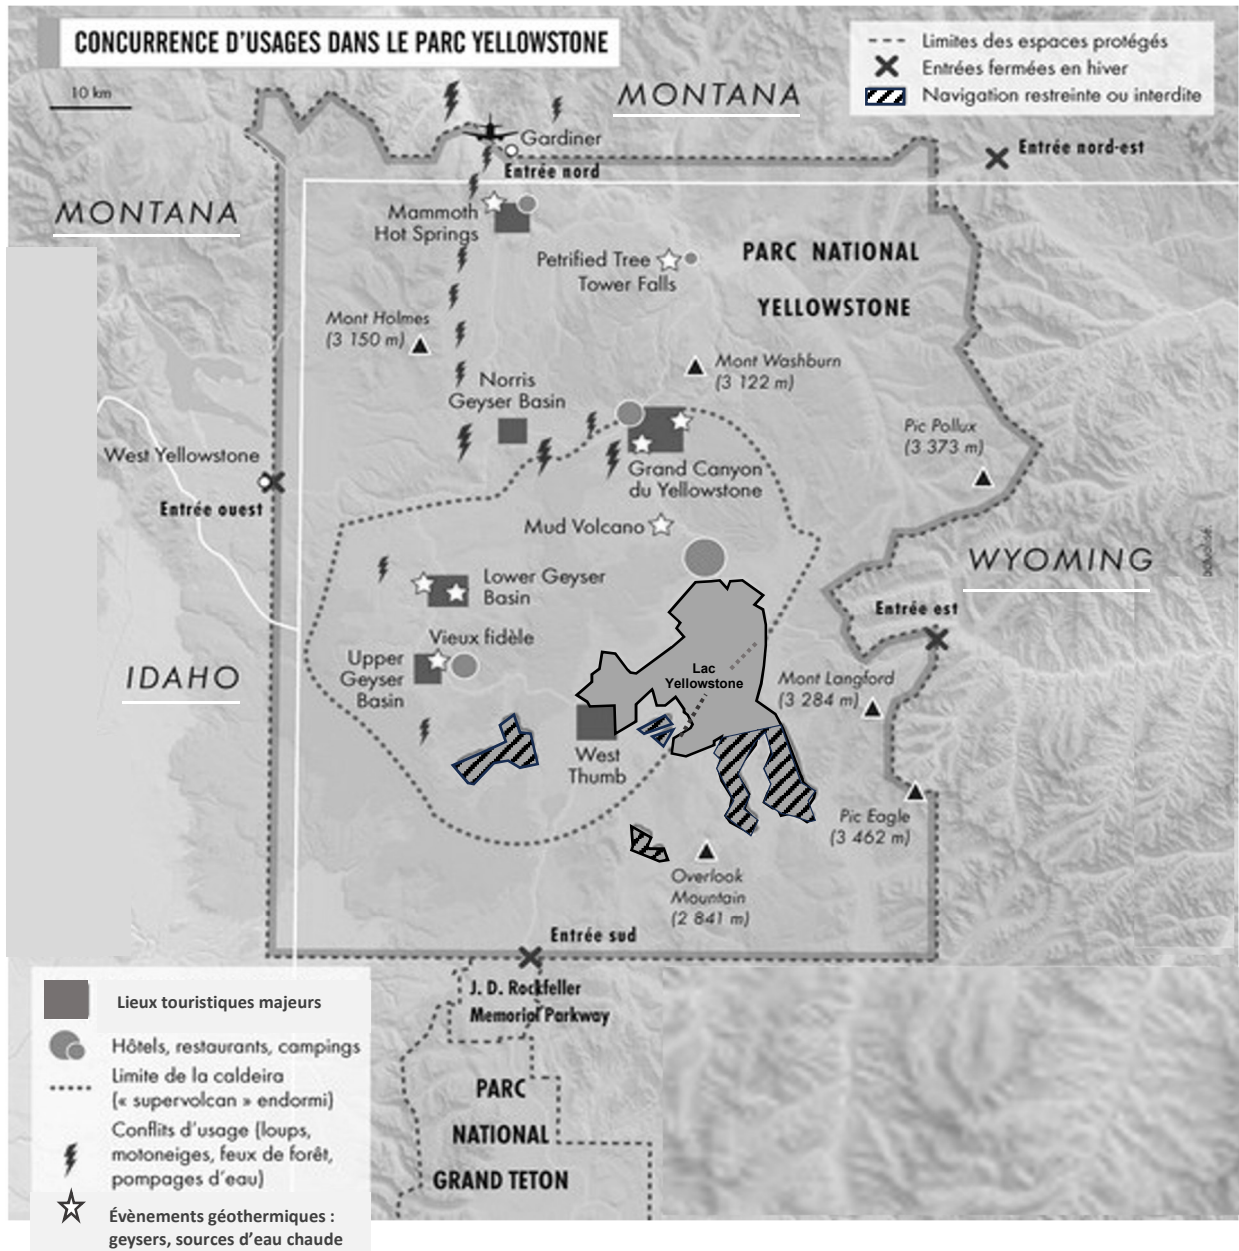 CONCURRENCE D'USAGES DANS LE PARC YELLOWSTONE
Limites des espaces protégés
Entrées fermées en hiver
Navigation restreinte ou interdite
10 km
MONTANA
Gardiner
Entrée nord
Entrée nord-est
MONTANA
Mammoth
Hot Springs
Petrified Tree
Tower Falls
PARC NATIONAL
YELLOWSTONE
Mont Holmes
(3 150 m)
Mont Washburn
(3 122 m)
Norris
Geyser Basin
Pic Pollux
(3 373 m)
West Yellowstone
Entrée ouest
Grand Canyon
du Yellowstone
Mud Volcano
WYOMING
Lower Geyser
Basin
Entrée est
Vieux fidèle
Upper
Geyser
Basin
IDAHO
Lac
Yellowstone
Mont Langford
(3 284 m)
West
Thumb
Pic Eagle
(3 462 m)
Overlook
Mountain
(2 841 m)
Entrée sud
J. D. Rockfeller
Memorial Parkway
PARC
NATIONAL
GRAND TETON
Lieux touristiques majeurs
Hôtels, restaurants, campings
Limite de la caldeira
(« supervolcan » endormi)
Conflits d'usage (loups,
motoneiges, feux de forêt,
pompages d'eau)
Évènements géothermiques :
geysers, sources d'eau chaude